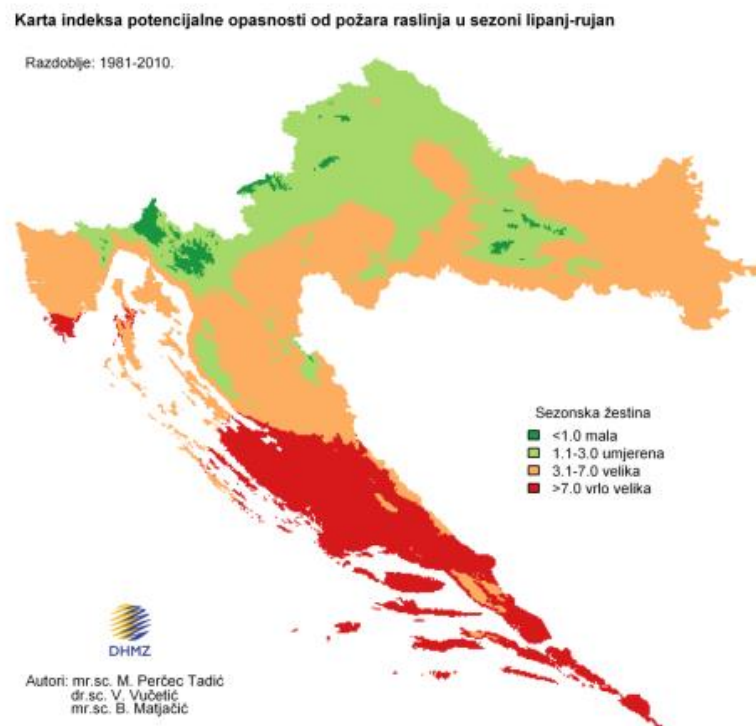 Karta indeksa potencijalne opasnosti od požara raslinja u sezoni lipanj-rujan
Razdoblje: 1981-2010.
Sezonska žestina
<1.0 mala
1.1-3.0 umjerena
3.1-7.0 velika
>7.0 vrlo velika
DHMZ
Autori: mr.sc. M. Perčec Tadić
dr.sc. V. Vučetić
mr.sc. B. Matjačić